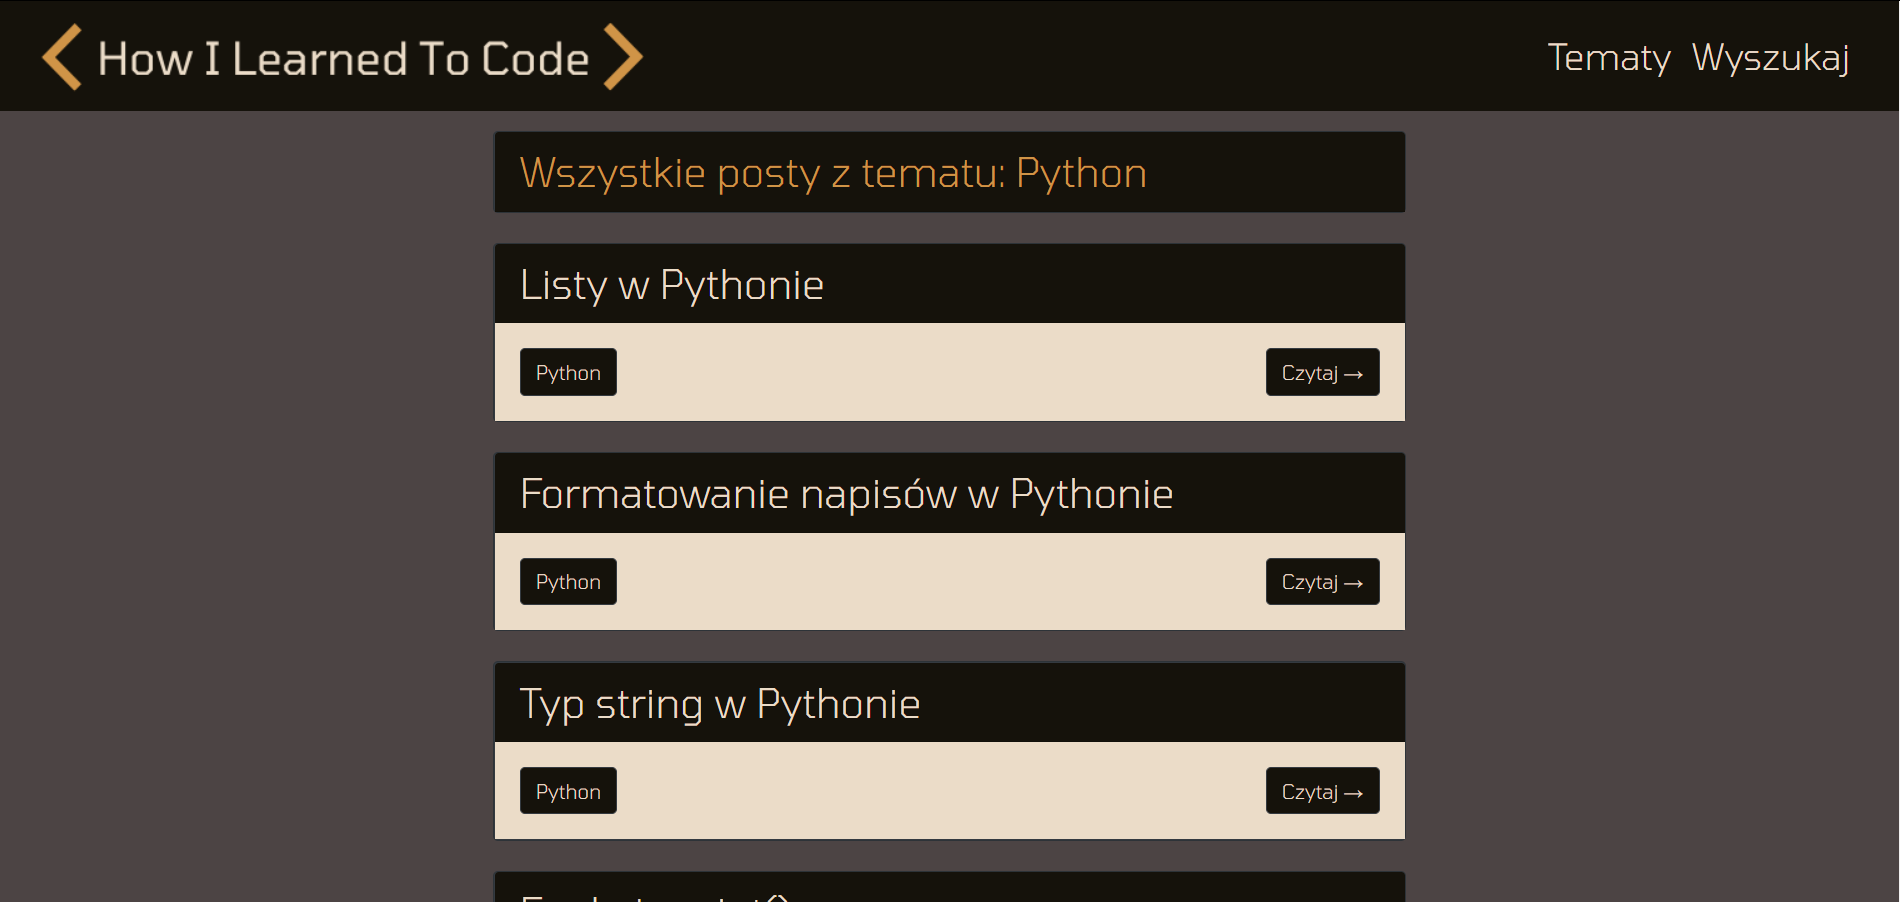 How I Learned To Code
Tematy Wyszukaj
Wszystkie posty z tematu: Python
Listy w Pythonie
Python Czytaj →
Formatowanie napisów w Pythonie
Python Czytaj →
Typ string w Pythonie
Python Czytaj →